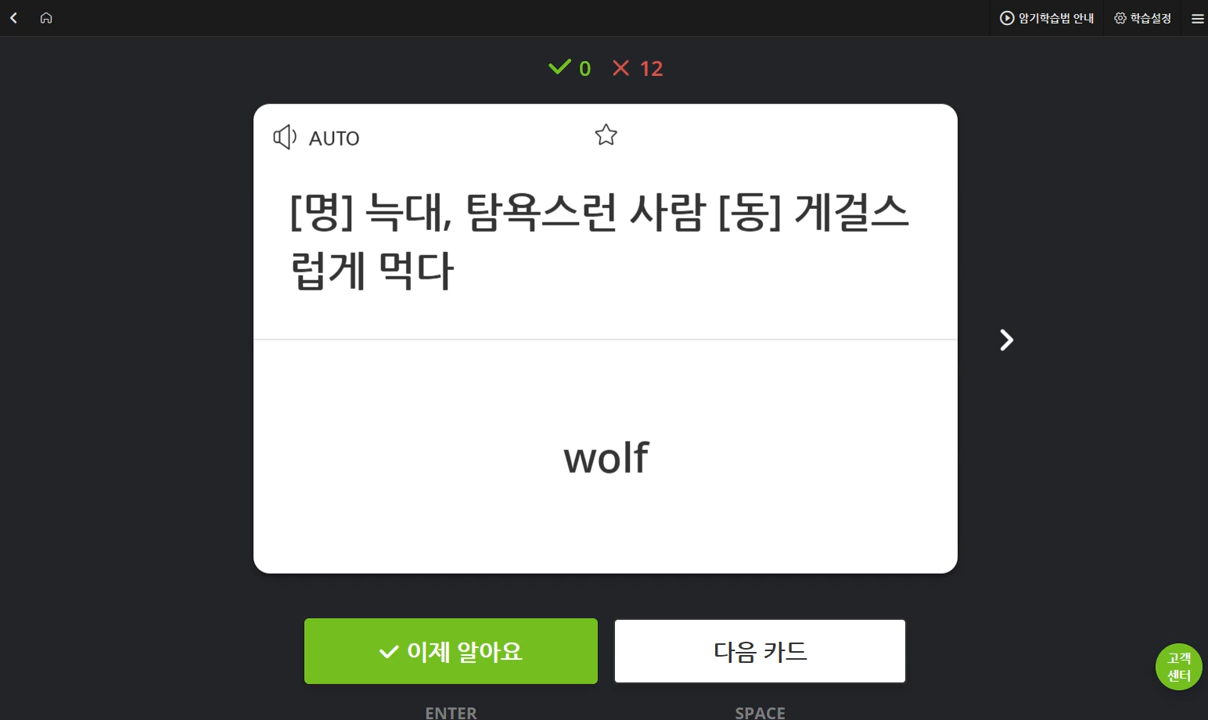 암기학습법 안내 학습설정
0 12
AUTO
[명] 늑대, 탐욕스런 사람 [동] 게걸스
럽게 먹다
wolf
이제 알아요 다음 카드
ENTER SPACE
고객
센터